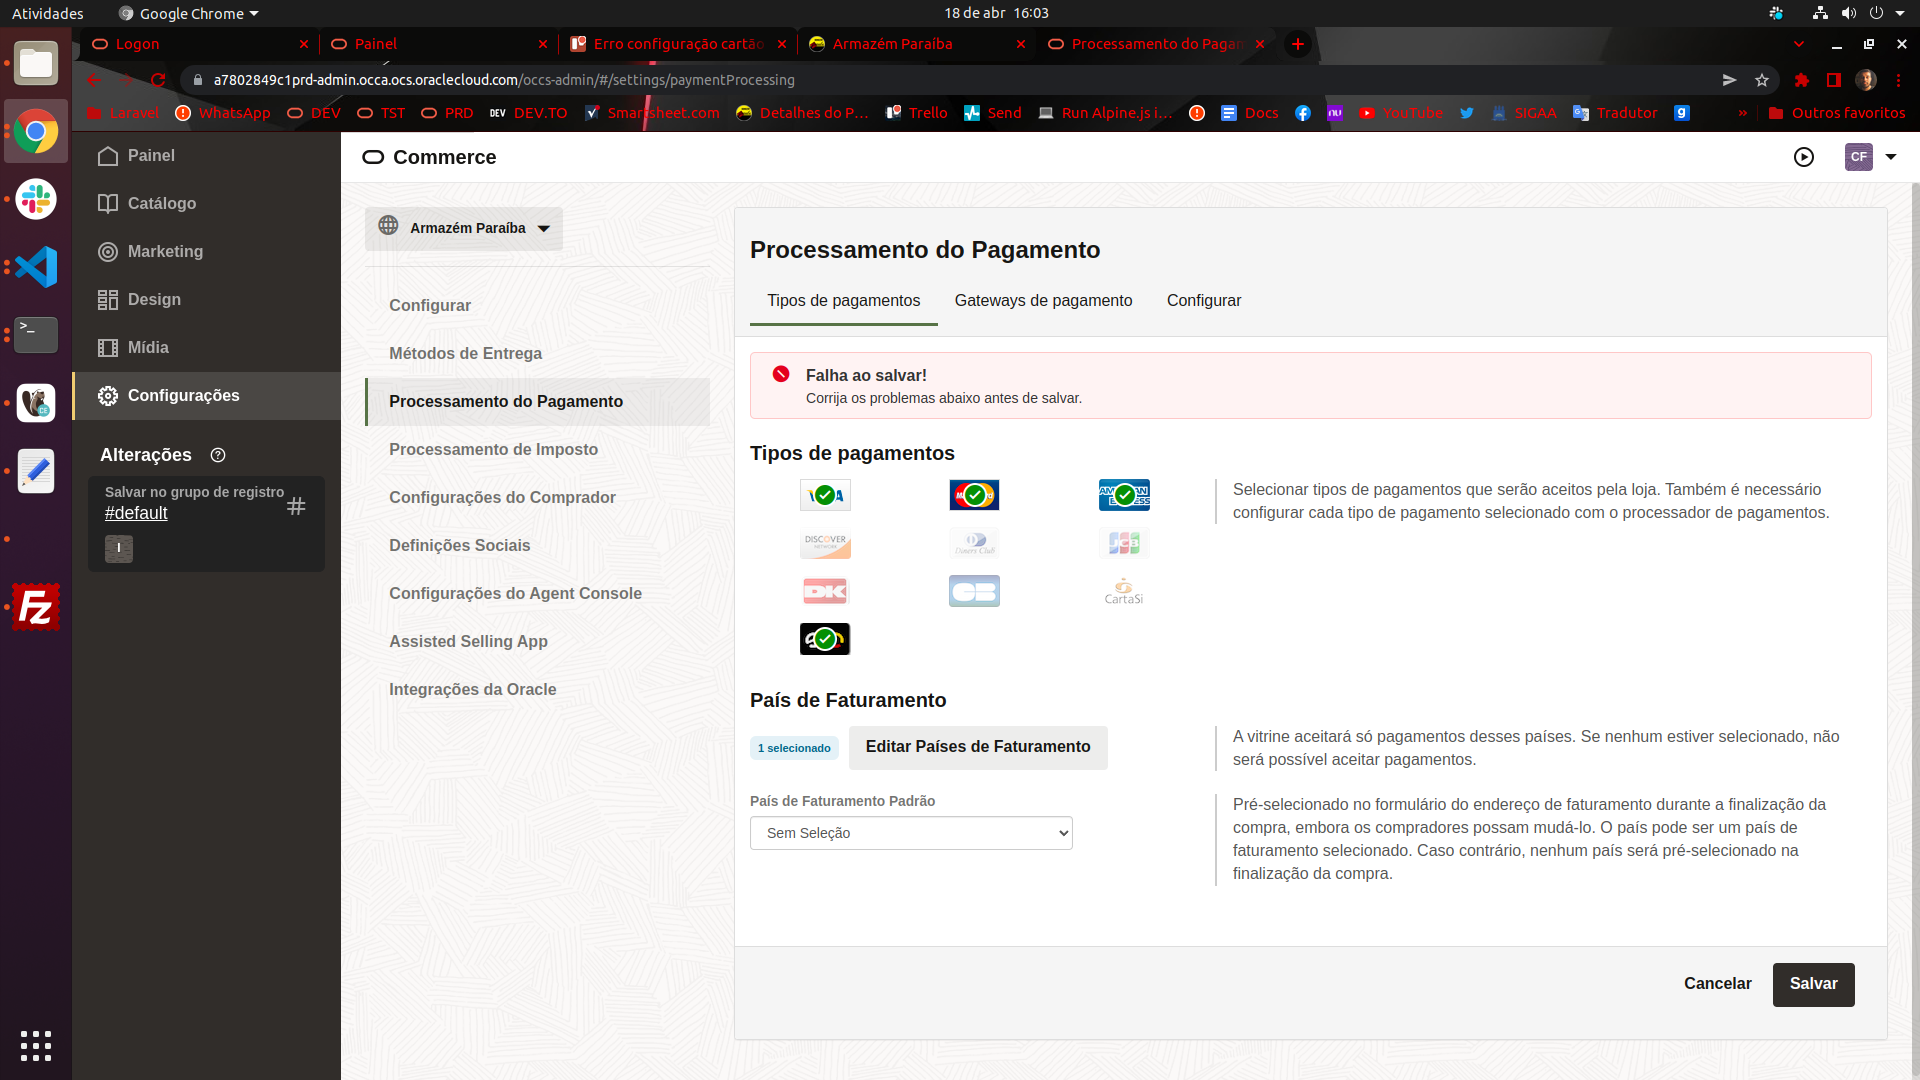 Atividades
Google Chrome
18 de abr 16:03
Logon
Painel
Erro configuração cartão
Armazém Paraíba
Processamento do Pagam
a7802849c1prd-admin.occa.ocs.oraclecloud.com/occs-admin/#/settings/paymentProcessing
Laravel
WhatsApp
DEV
TST
PRD
DEV DEV.TO
Smartsheet.com
Detalhes do P…
Trello
Send
Run Alpine.js i…
Docs
nu
YouTube
SIGAA
Tradutor
g
»
Outros favoritos
Painel
Catálogo
Marketing
Design
Mídia
Configurações
Alterações
Salvar no grupo de registro
#default
I
Commerce
CF
Armazém Paraíba
Configurar
Métodos de Entrega
Processamento do Pagamento
Processamento de Imposto
Configurações do Comprador
Definições Sociais
Configurações do Agent Console
Assisted Selling App
Integrações da Oracle
Processamento do Pagamento
Tipos de pagamentos
Gateways de pagamento
Configurar
Falha ao salvar!
Corrija os problemas abaixo antes de salvar.
Tipos de pagamentos
DISCOVER
NETWORK
Diners Club
JCB
DK
CB
CartaSi
Selecionar tipos de pagamentos que serão aceitos pela loja. Também é necessário
configurar cada tipo de pagamento selecionado com o processador de pagamentos.
País de Faturamento
1 selecionado
Editar Países de Faturamento
A vitrine aceitará só pagamentos desses países. Se nenhum estiver selecionado, não
será possível aceitar pagamentos.
País de Faturamento Padrão
Sem Seleção
Pré-selecionado no formulário do endereço de faturamento durante a finalização da
compra, embora os compradores possam mudá-lo. O país pode ser um país de
faturamento selecionado. Caso contrário, nenhum país será pré-selecionado na
finalização da compra.
Cancelar
Salvar